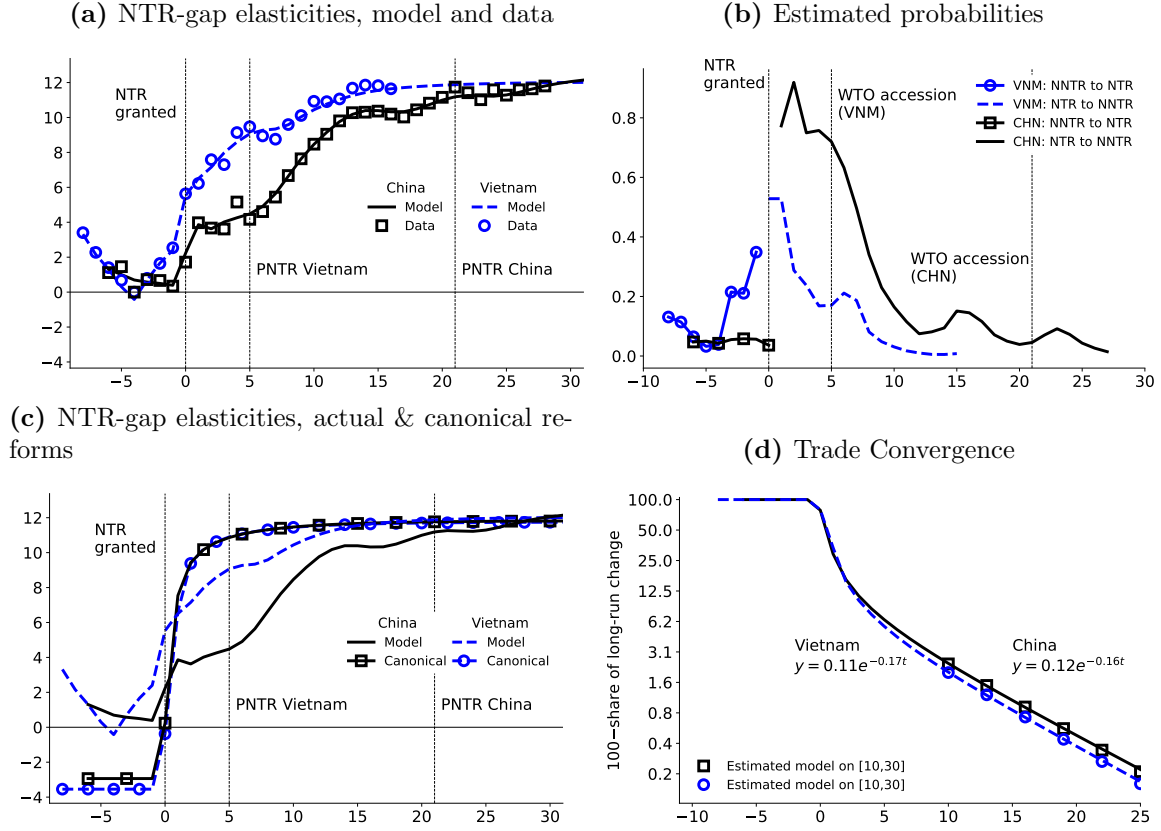 (a) NTR-gap elasticities, model and data
12
10
8
6
4
2
0
−2
−4
−5
0
5
10
15
20
25
30
NTR
granted
China
Model
Data
Vietnam
Model
Data
PNTR Vietnam
PNTR China
(b) Estimated probabilities
NTR
granted
0.8
0.6
0.4
0.2
0.0
−10
−5
0
5
10
15
20
25
30
WTO accession
(VNM)
WTO accession
(CHN)
VNM: NNTR to NTR
VNM: NTR to NNTR
CHN: NNTR to NTR
CHN: NTR to NNTR
(c) NTR-gap elasticities, actual & canonical re-
forms
12
10
8
6
4
2
0
−2
−4
−5
0
5
10
15
20
25
30
NTR
granted
China
Model
Canonical
Vietnam
Model
Canonical
PNTR Vietnam
PNTR China
(d) Trade Convergence
100−share of long-run change
100.0
50.0
25.0
12.5
6.2
3.1
1.6
0.8
0.4
0.2
−10
−5
0
5
10
15
20
25
Vietnam
y = 0.11e^{−0.17t}
China
y = 0.12e^{−0.16t}
Estimated model on [10,30]
Estimated model on [10,30]